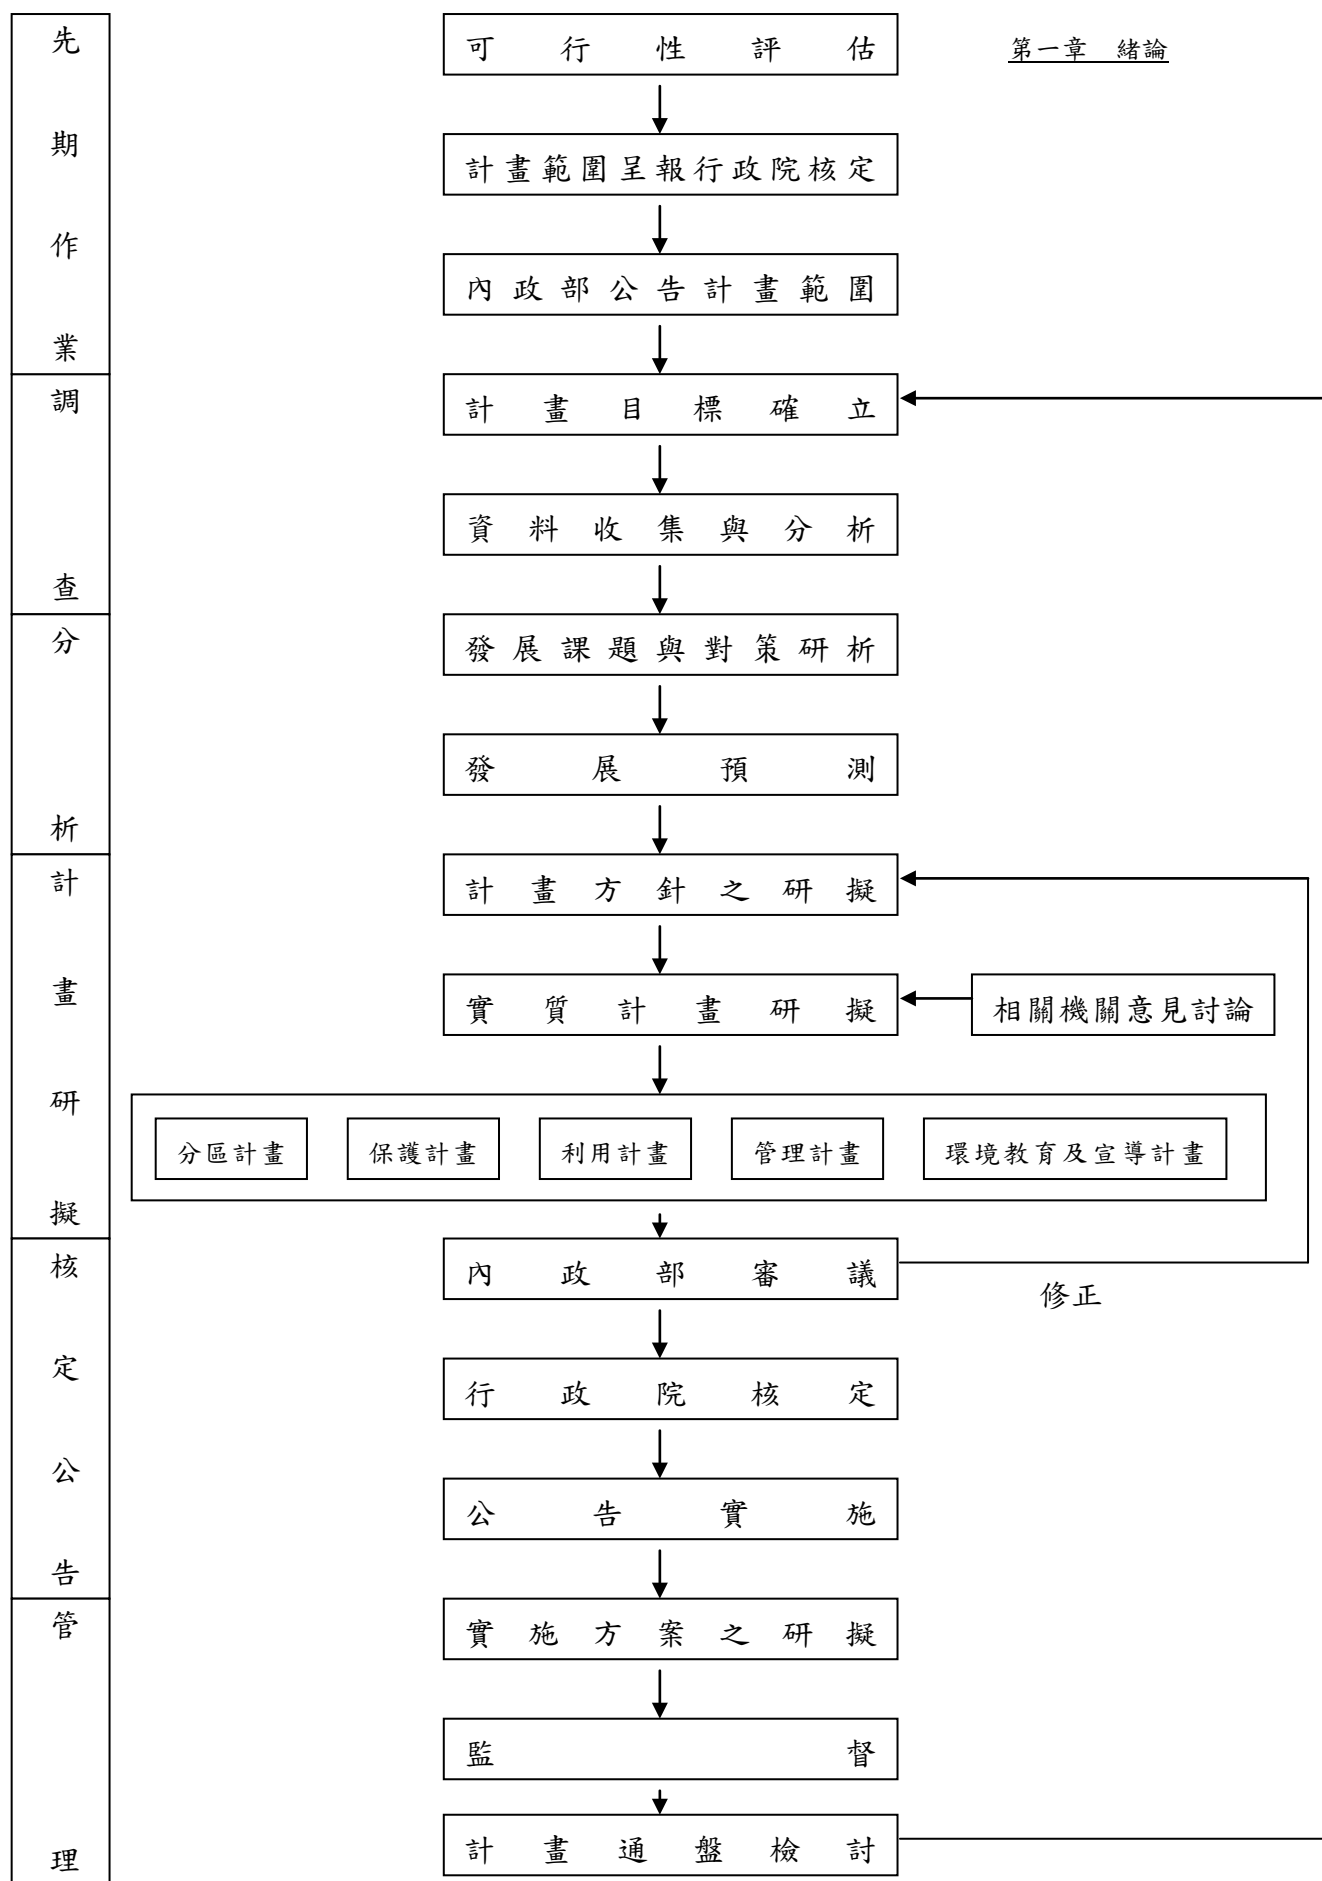 第一章 緒論
先期作業
可行性評估
計畫範圍呈報行政院核定
內政部公告計畫範圍
調查
計畫目標確立
資料收集與分析
分析
發展課題與對策研析
發展預測
計畫研擬
計畫方針之研擬
實質計畫研擬
相關機關意見討論
分區計畫
保護計畫
利用計畫
管理計畫
環境教育及宣導計畫
核定公告
內政部審議
修正
行政院核定
公告實施
管理
實施方案之研擬
監督
計畫通盤檢討